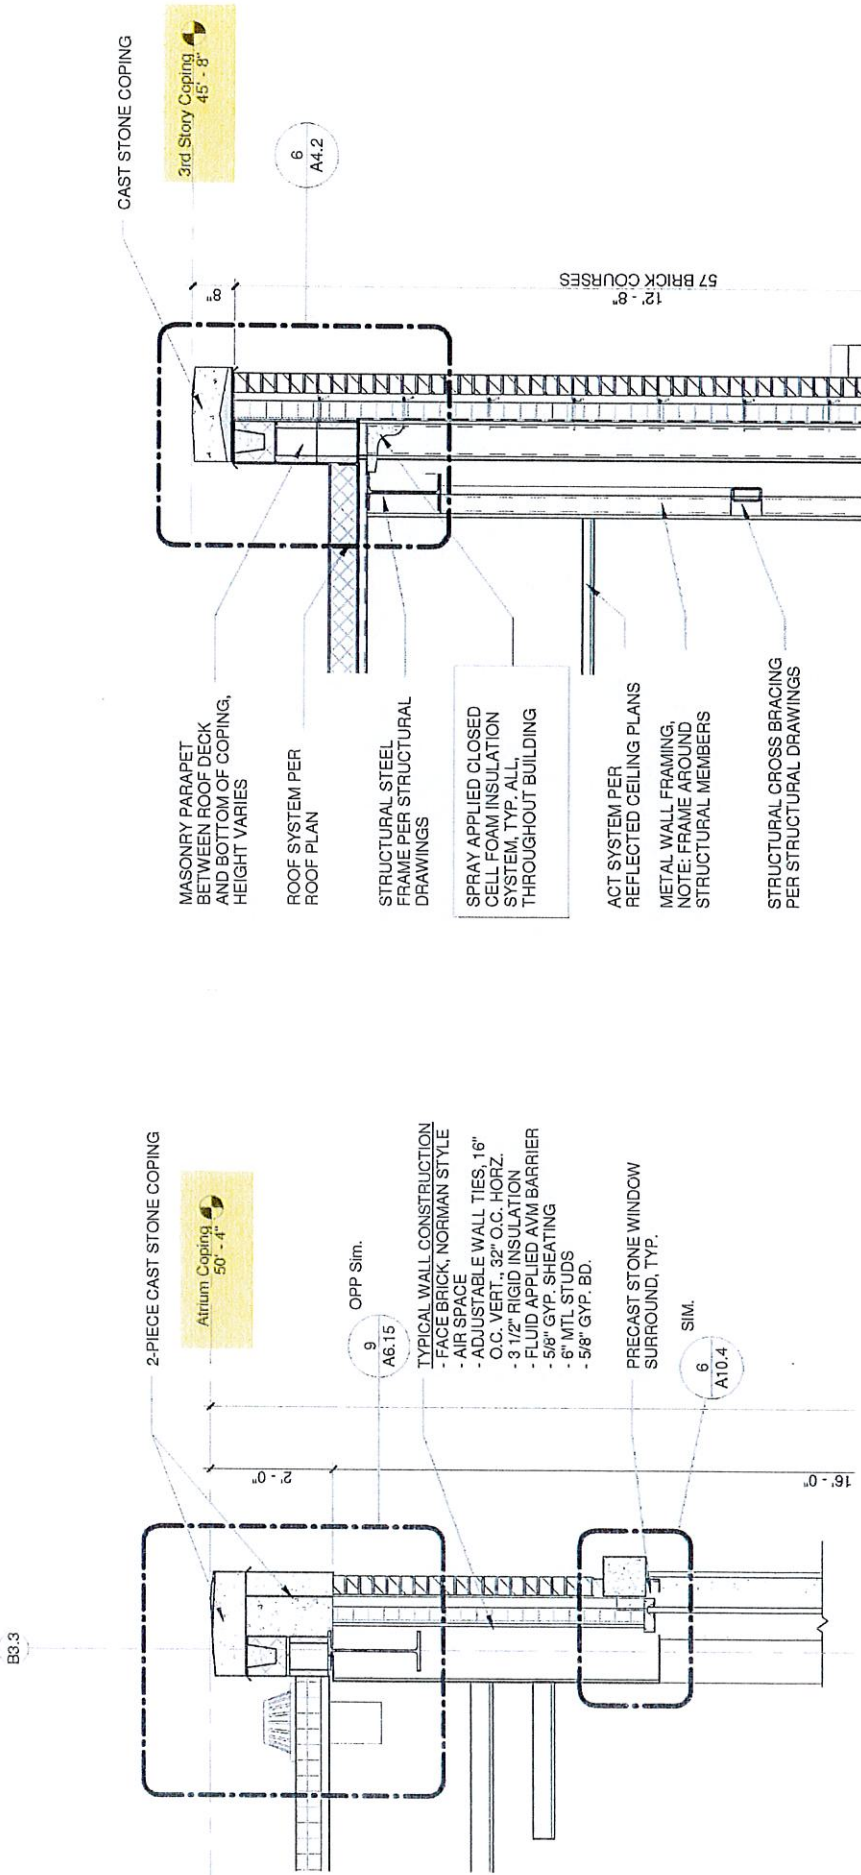 B3.3
2-PIECE CAST STONE COPING
Atrium Coping
50' - 4"
2' - 0"
9
A6.15
OPP Sim.
TYPICAL WALL CONSTRUCTION
- FACE BRICK, NORMAN STYLE
- AIR SPACE
- ADJUSTABLE WALL TIES, 16"
O.C. VERT., 32" O.C. HORZ.
- 3 1/2" RIGID INSULATION
- FLUID APPLIED AVM BARRIER
- 5/8" GYP. SHEATING
- 6" MTL STUDS
- 5/8" GYP. BD.
PRECAST STONE WINDOW
SURROUND, TYP.
6
A10.4
SIM.
16' - 0"
MASONRY PARAPET
BETWEEN ROOF DECK
AND BOTTOM OF COPING,
HEIGHT VARIES
ROOF SYSTEM PER
ROOF PLAN
STRUCTURAL STEEL
FRAME PER STRUCTURAL
DRAWINGS
SPRAY APPLIED CLOSED
CELL FOAM INSULATION
SYSTEM, TYP. ALL,
THROUGHOUT BUILDING
ACT SYSTEM PER
REFLECTED CEILING PLANS
METAL WALL FRAMING,
NOTE: FRAME AROUND
STRUCTURAL MEMBERS
STRUCTURAL CROSS BRACING
PER STRUCTURAL DRAWINGS
CAST STONE COPING
3rd Story Coping
45' - 8"
8"
6
A4.2
12' - 8"
57 BRICK COURSES